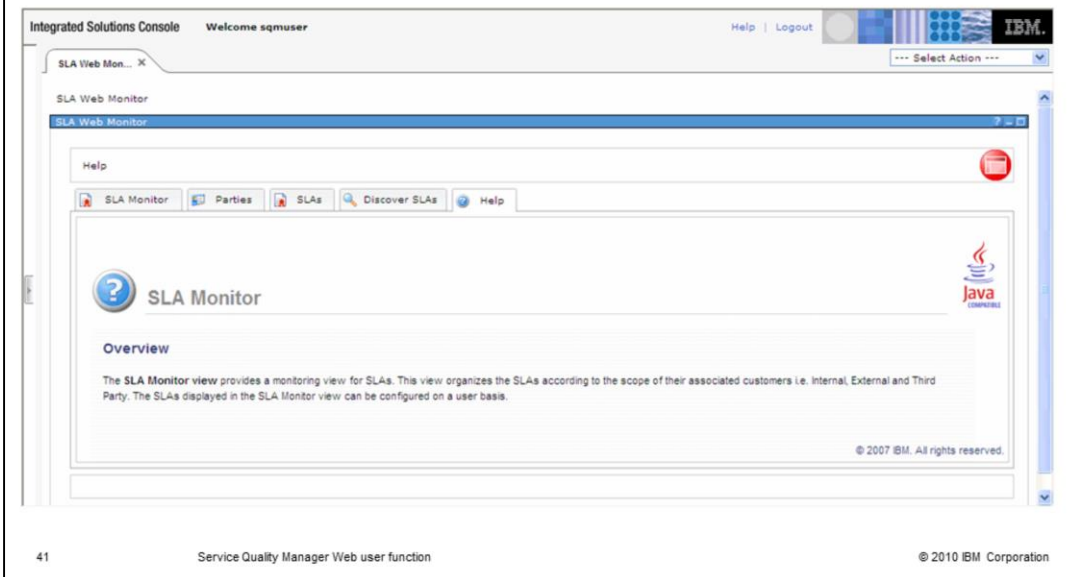 Integrated Solutions Console Welcome sqmuser Help | Logout IBM.
SLA Web Mon... X --- Select Action ---
SLA Web Monitor
SLA Web Monitor ? – □
Help
SLA Monitor Parties SLAs Discover SLAs Help
? SLA Monitor
Java
COMPATIBLE
Overview
The SLA Monitor view provides a monitoring view for SLAs. This view organizes the SLAs according to the scope of their associated customers i.e. Internal, External and Third
Party. The SLAs displayed in the SLA Monitor view can be configured on a user basis.
© 2007 IBM. All rights reserved.
41 Service Quality Manager Web user function © 2010 IBM Corporation